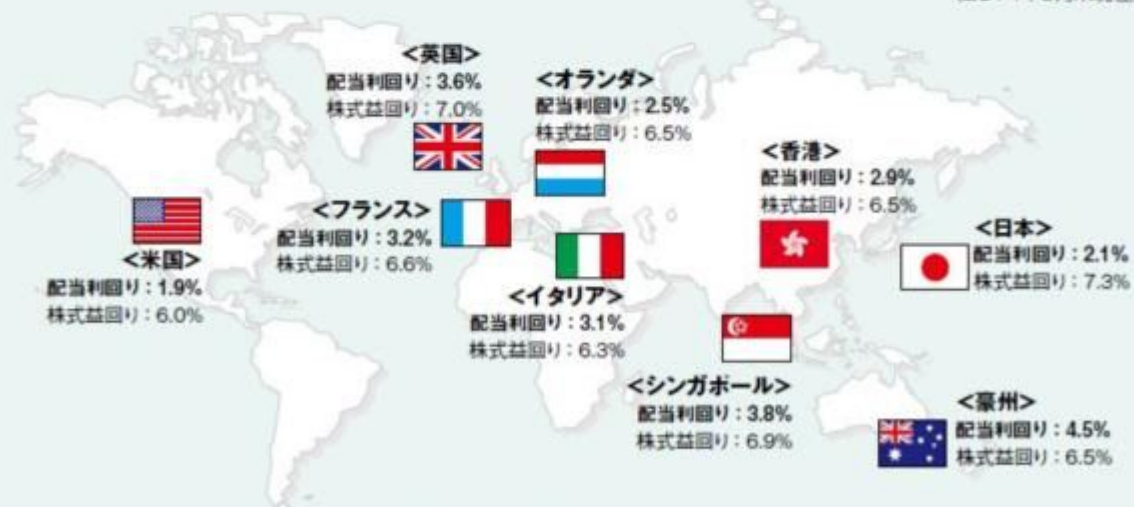 <英国>
配当利回り：3.6%
株式益回り：7.0%
<オランダ>
配当利回り：2.5%
株式益回り：6.5%
<香港>
配当利回り：2.9%
株式益回り：6.5%
<フランス>
配当利回り：3.2%
株式益回り：6.6%
<日本>
配当利回り：2.1%
株式益回り：7.3%
<米国>
配当利回り：1.9%
株式益回り：6.0%
<イタリア>
配当利回り：3.1%
株式益回り：6.3%
<シンガポール>
配当利回り：3.8%
株式益回り：6.9%
<豪州>
配当利回り：4.5%
株式益回り：6.5%